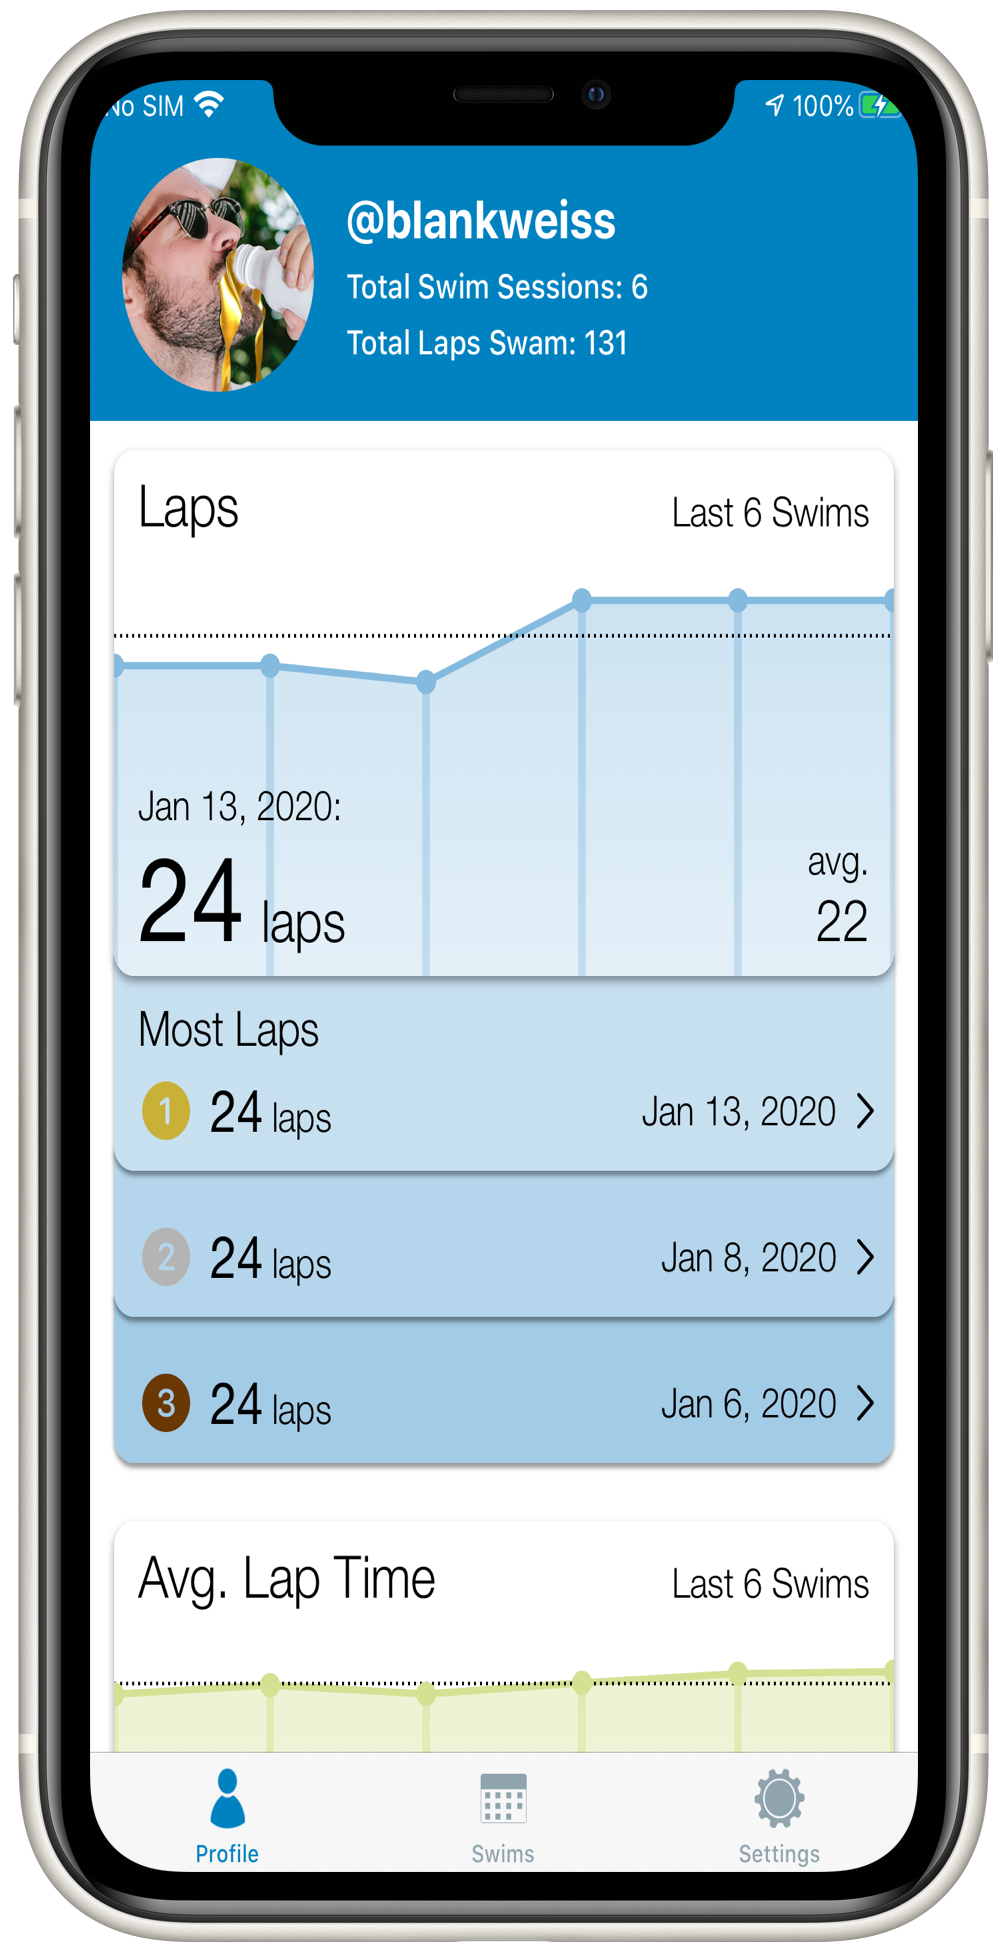 No SIM
100%
@blankweiss
Total Swim Sessions: 6
Total Laps Swam: 131
Laps
Last 6 Swims
Jan 13, 2020:
24 laps
avg.
22
Most Laps
1 24 laps Jan 13, 2020
2 24 laps Jan 8, 2020
3 24 laps Jan 6, 2020
Avg. Lap Time
Last 6 Swims
Profile
Swims
Settings